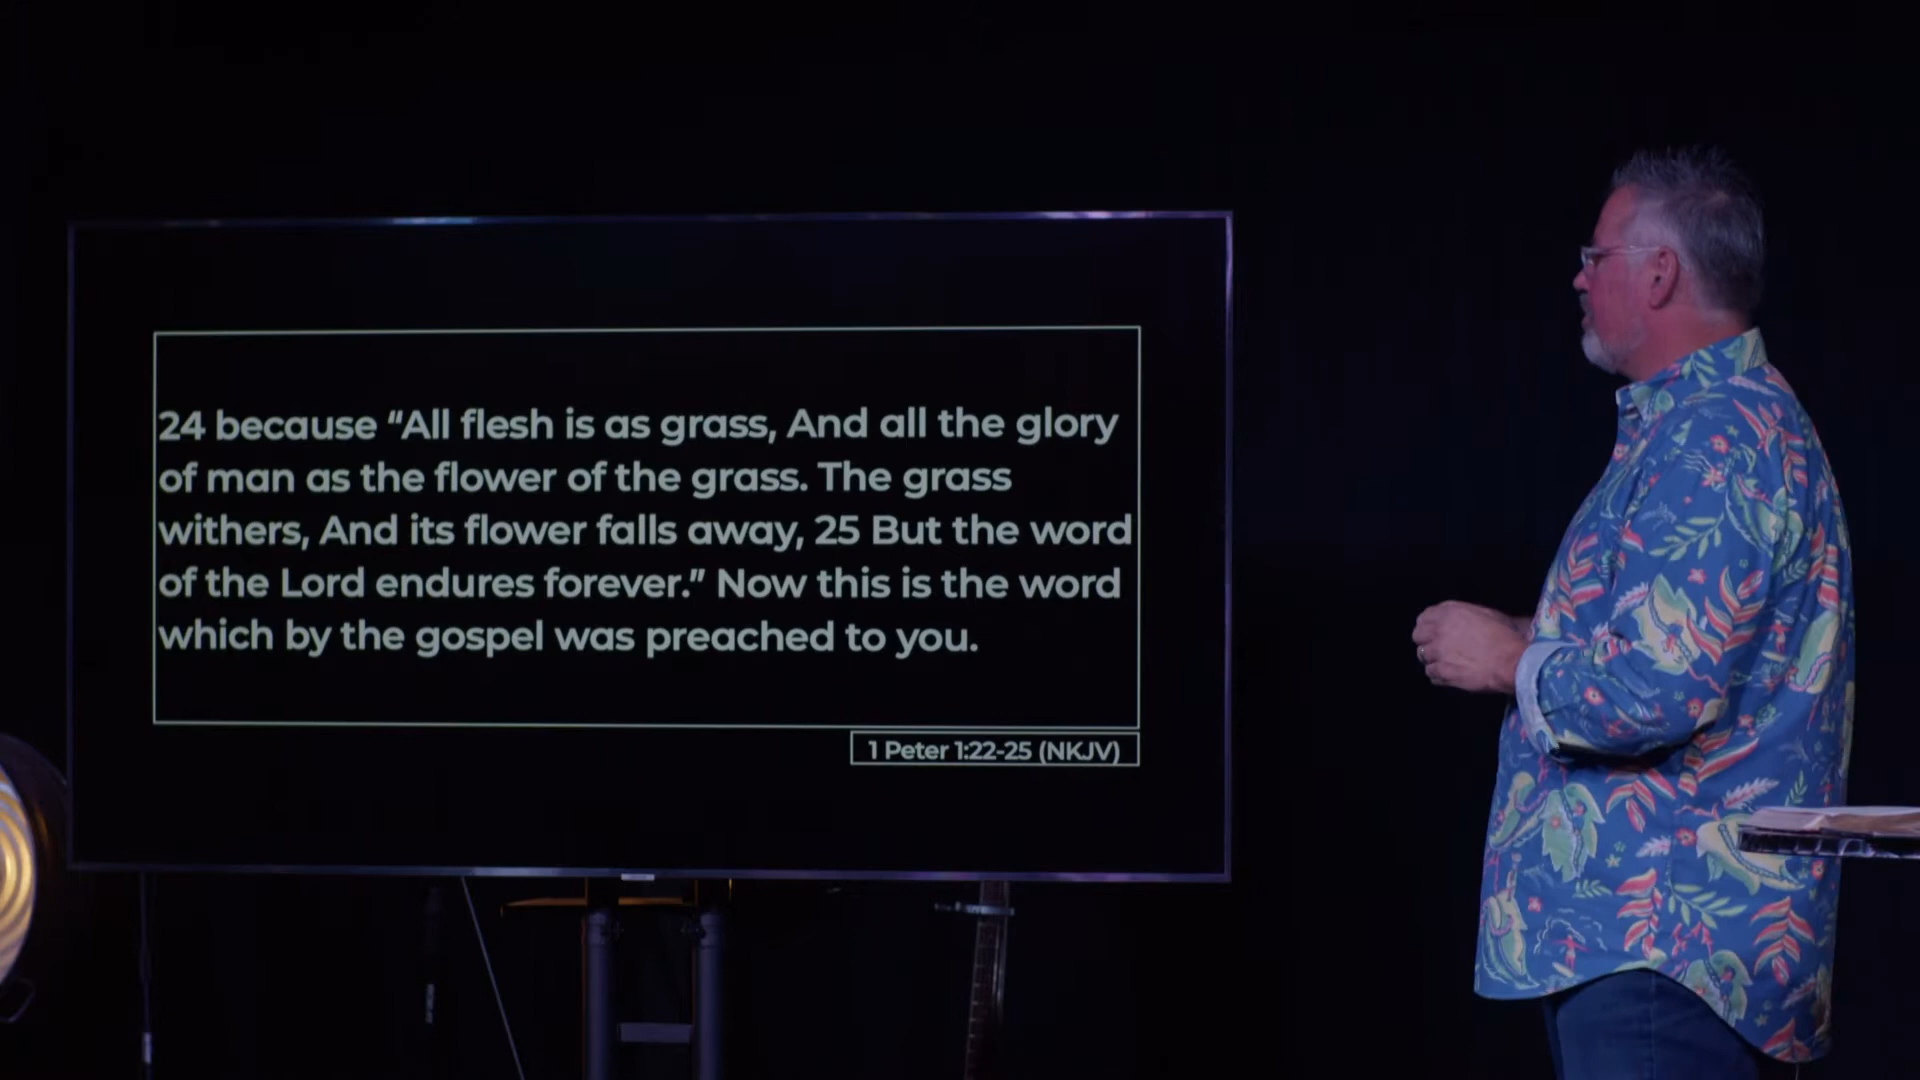 24 because “All flesh is as grass, And all the glory
of man as the flower of the grass. The grass
withers, And its flower falls away, 25 But the word
of the Lord endures forever.” Now this is the word
which by the gospel was preached to you.
1 Peter 1:22-25 (NKJV)